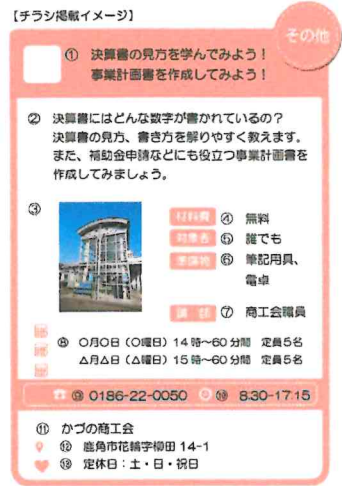 【チラシ掲載イメージ】
その他
① 決算書の見方を学んでみよう！
事業計画書を作成してみよう！
② 決算書にはどんな数字が書かれているの？
決算書の見方、書き方を解りやすく教えます。
また、補助金申請などにも役立つ事業計画書を
作成してみましょう。
③
材料費 ④ 無料
対象者 ⑤ 誰でも
準備物 ⑥ 筆記用具、
電卓
講 師 ⑦ 商工会職員
⑧ 〇月〇日（〇曜日）14時～60分間 定員5名
△月△日（△曜日）15時～60分間 定員5名
0186-22-0050 ⑩ 8:30-17:15
⑪ かづの商工会
⑫ 鹿角市花輪字柳田 14-1
⑬ 定休日：土・日・祝日